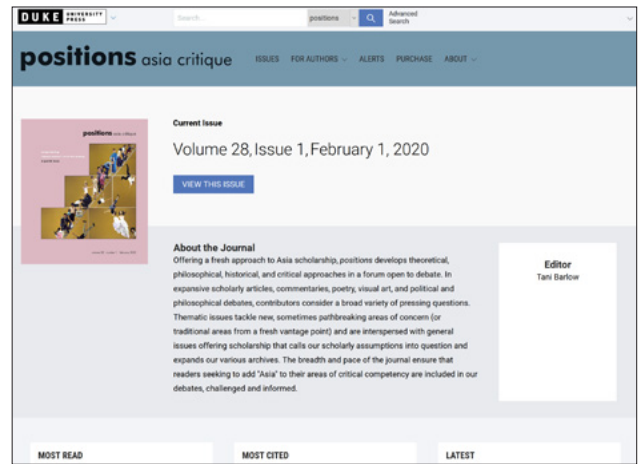 DUKE UNIVERSITY PRESS
Search...
positions
Advanced
Search
positions asia critique
ISSUES FOR AUTHORS ALERTS PURCHASE ABOUT
positions asia critique
Current Issue
Volume 28, Issue 1, February 1, 2020
VIEW THIS ISSUE
About the Journal
Offering a fresh approach to Asia scholarship, positions develops theoretical,
philosophical, historical, and critical approaches in a forum open to debate. In
expansive scholarly articles, commentaries, poetry, visual art, and political and
philosophical debates, contributors consider a broad variety of pressing questions.
Thematic issues tackle new, sometimes pathbreaking areas of concern (or
traditional areas from a fresh vantage point) and are interspersed with general
issues offering scholarship that calls our scholarly assumptions into question and
expands our various archives. The breadth and pace of the journal ensure that
readers seeking to add "Asia" to their areas of critical competency are included in our
debates, challenged and informed.
Editor
Tani Barlow
MOST READ
MOST CITED
LATEST